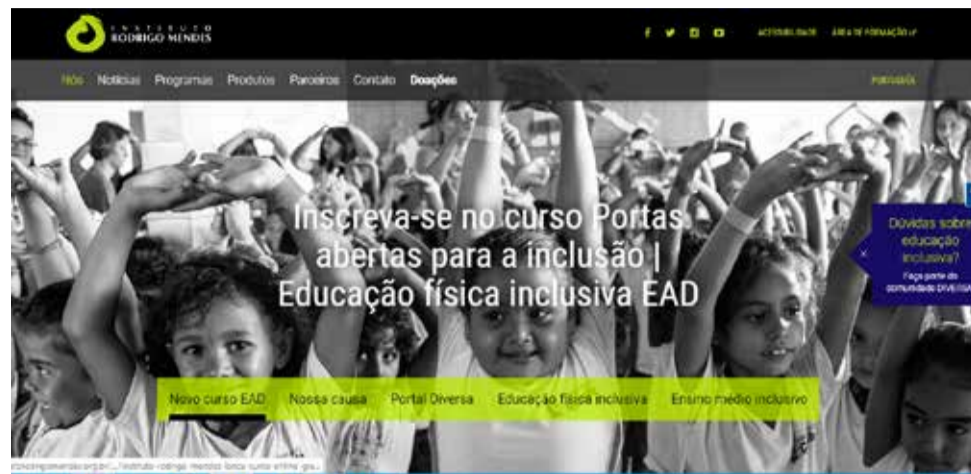 INSTITUTO
RODRIGO MENDES
ACESSIBILIDADE ÁREA DE FORMAÇÃO
Nós Notícias Programas Produtos Parceiros Contato Doações
PORTUGUÊS
Inscreva-se no curso Portas
abertas para a inclusão |
Educação física inclusiva EAD
Dúvidas sobre
educação
inclusiva?
Faça parte da
comunidade DIVERSA
Novo curso EAD Nossa causa Portal Diversa Educação física inclusiva Ensino médio inclusivo